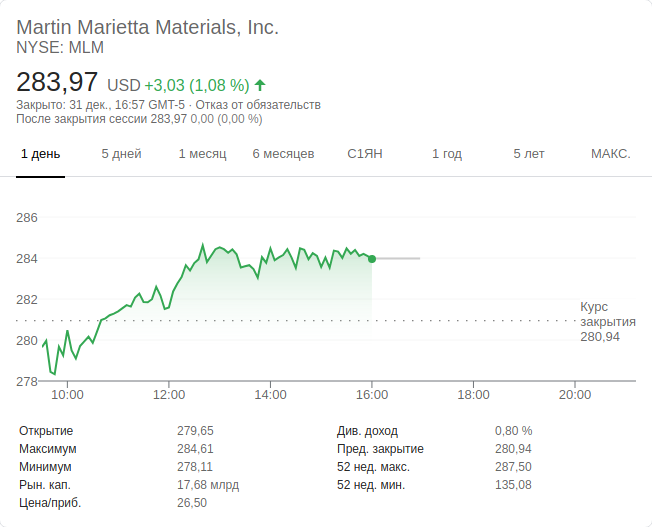 Martin Marietta Materials, Inc.
NYSE: MLM
283,97 USD +3,03 (1,08 %)
Закрыто: 31 дек., 16:57 GMT-5 · Отказ от обязательств
После закрытия сессии 283,97 0,00 (0,00 %)
1 день 5 дней 1 месяц 6 месяцев С1ЯН 1 год 5 лет МАКС.
286
284
282
280
278
Курс
закрытия
280,94
10:00 12:00 14:00 16:00 18:00 20:00
Открытие 279,65 Див. доход 0,80 %
Максимум 284,61 Пред. закрытие 280,94
Минимум 278,11 52 нед. макс. 287,50
Рын. кап. 17,68 млрд 52 нед. мин. 135,08
Цена/приб. 26,50